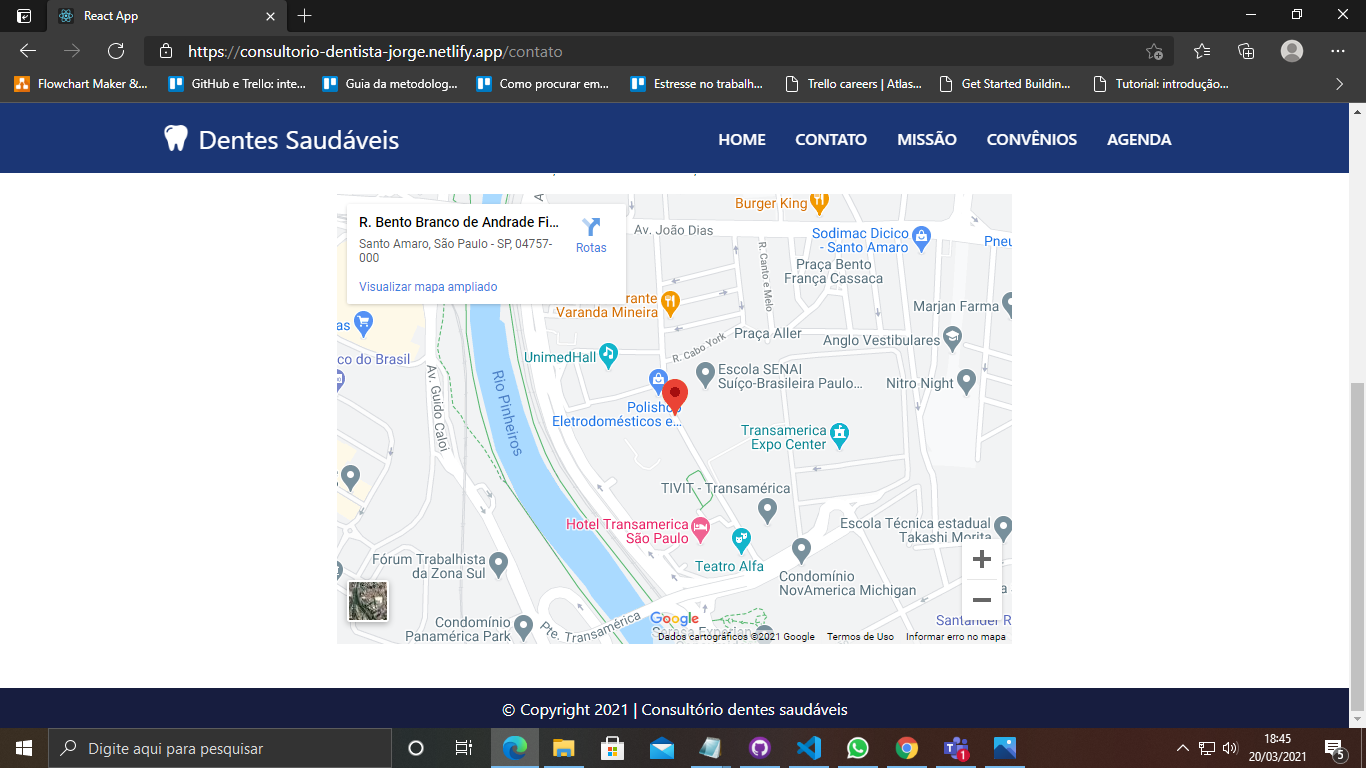 React App
https://consultorio-dentista-jorge.netlify.app/contato
Flowchart Maker &...
GitHub e Trello: inte...
Guia da metodolog...
Como procurar em...
Estresse no trabalh...
Trello careers | Atlas...
Get Started Buildin...
Tutorial: introdução...
Dentes Saudáveis
HOME
CONTATO
MISSÃO
CONVÊNIOS
AGENDA
R. Bento Branco de Andrade Fi...
Santo Amaro, São Paulo - SP, 04757-
000
Rotas
Visualizar mapa ampliado
Burger King
Av. João Dias
Sodimac Dicico
- Santo Amaro
Pneu
R. Canto e Melo
Praça Bento
França Cassaca
Marjan Farma
rante
Varanda Mineira
Praça Aller
Anglo Vestibulares
as
co do Brasil
R. Cabo York
UnimedHall
Escola SENAI
Suíço-Brasileira Paulo...
Nitro Night
Av. Guido Caloi
Rio Pinheiros
Polishop
Eletrodomésticos e...
Transamerica
Expo Center
TIVIT - Transamérica
Hotel Transamerica
São Paulo
Escola Técnica estadual
Takashi Morita
Teatro Alfa
Fórum Trabalhista
da Zona Sul
Condomínio
NovAmerica Michigan
Condomínio
Panamérica Park
Pte. Transamérica
Google
Serasa Experian
Santander R
Dados cartográficos ©2021 Google
Termos de Uso
Informar erro no mapa
© Copyright 2021 | Consultório dentes saudáveis
Digite aqui para pesquisar
1
18:45
20/03/2021
5